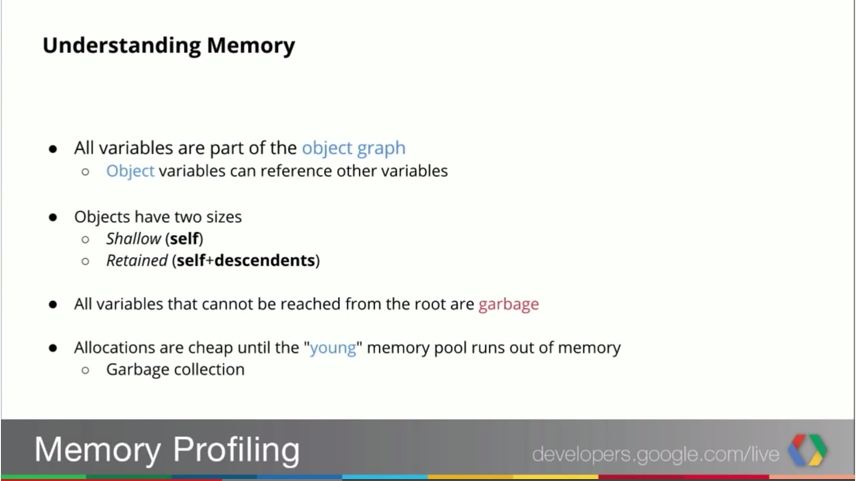 Understanding Memory
● All variables are part of the object graph
○ Object variables can reference other variables
● Objects have two sizes
○ Shallow (self)
○ Retained (self+descendents)
● All variables that cannot be reached from the root are garbage
● Allocations are cheap until the "young" memory pool runs out of memory
○ Garbage collection
Memory Profiling
developers.google.com/live